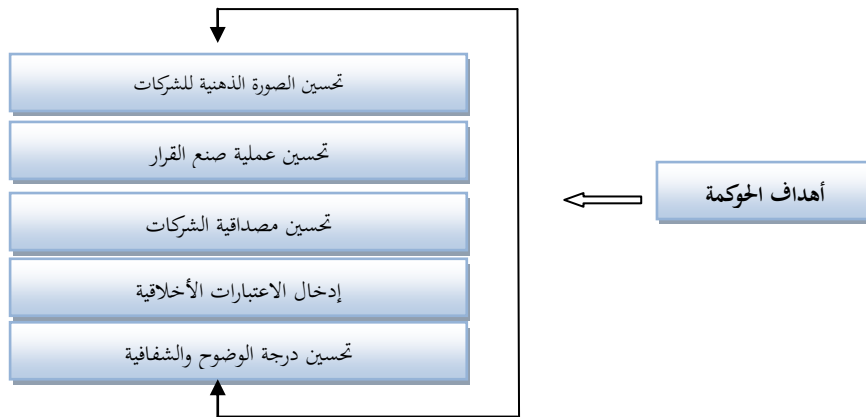 تحسين الصورة الذهنية للشركات
تحسين عملية صنع القرار
أهداف الحوكمة
تحسين مصداقية الشركات
إدخال الاعتبارات الأخلاقية
تحسين درجة الوضوح والشفافية